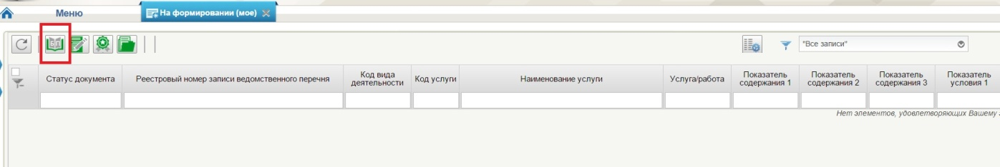 Меню
На формировании (мое)
"Все записи"
Статус документа
Реестровый номер записи ведомственного перечня
Код вида
деятельности
Код услуги
Наименование услуги
Услуга/работа
Показатель
содержания 1
Показатель
содержания 2
Показатель
содержания 3
Показатель
условия 1
Нет элементов, удовлетворяющих Вашему